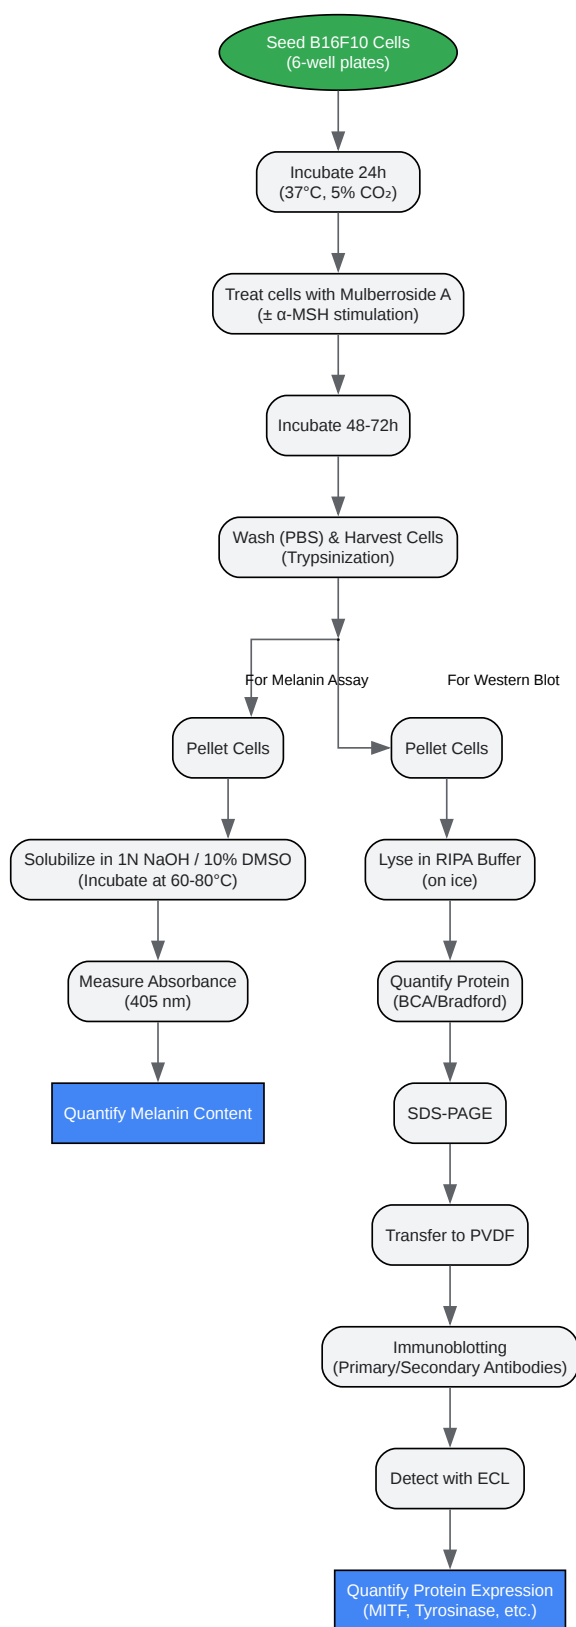 Seed B16F10 Cells
(6-well plates)
Incubate 24h
(37°C, 5% CO₂)
Treat cells with Mulberroside A
(± α-MSH stimulation)
Incubate 48-72h
Wash (PBS) & Harvest Cells
(Trypsinization)
For Melanin Assay
For Western Blot
Pellet Cells
Pellet Cells
Solubilize in 1N NaOH / 10% DMSO
(Incubate at 60-80°C)
Lyse in RIPA Buffer
(on ice)
Measure Absorbance
(405 nm)
Quantify Protein
(BCA/Bradford)
Quantify Melanin Content
SDS-PAGE
Transfer to PVDF
Immunoblotting
(Primary/Secondary Antibodies)
Detect with ECL
Quantify Protein Expression
(MITF, Tyrosinase, etc.)